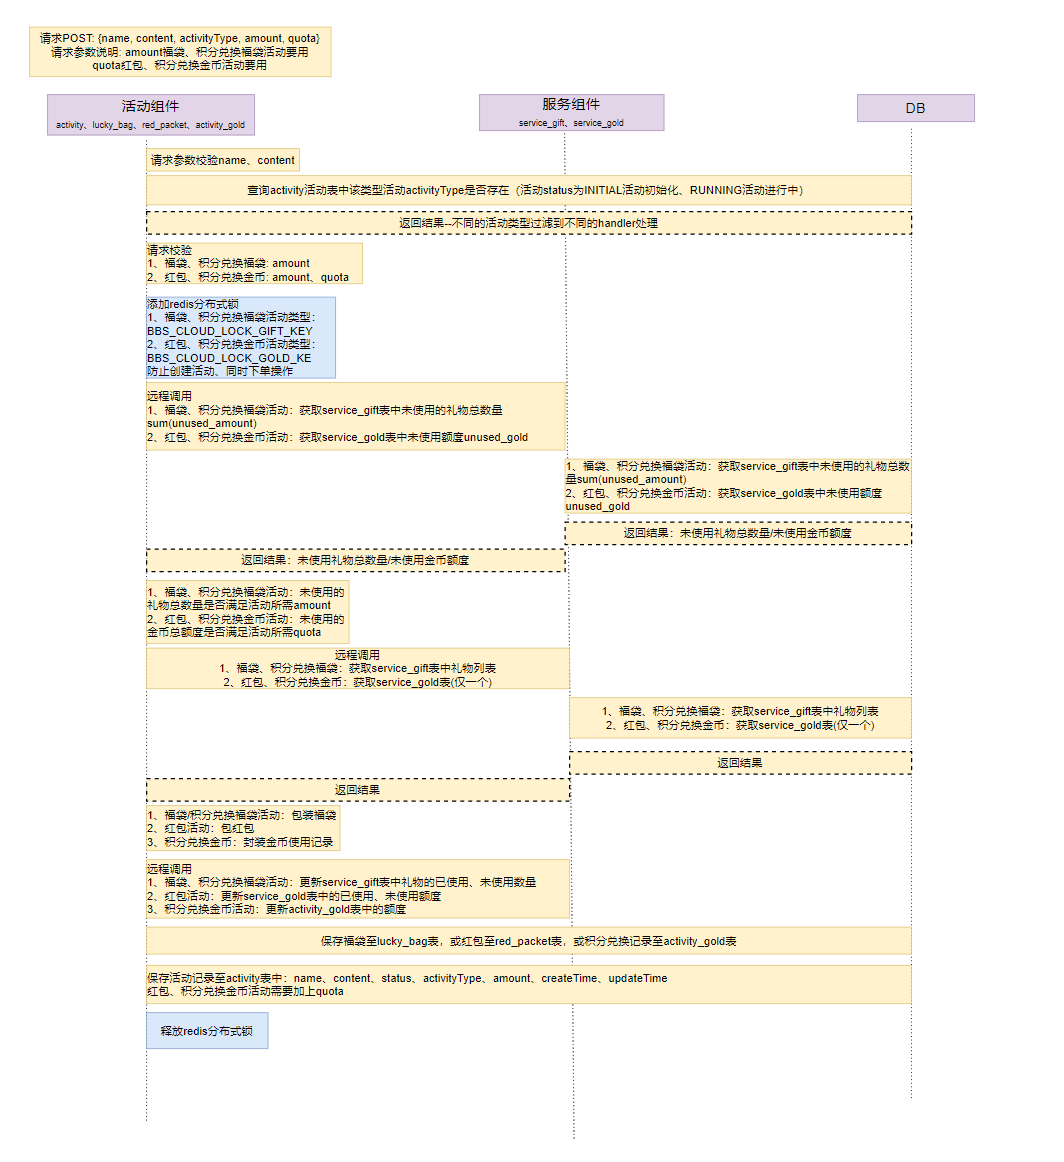 请求POST: {name, content, activityType, amount, quota}
请求参数说明: amount福袋、积分兑换福袋活动要用
quota红包、积分兑换金币活动要用
活动组件
activity、lucky_bag、red_packet、activity_gold
服务组件
service_gift、service_gold
DB
请求参数校验name、content
查询activity活动表中该类型活动activityType是否存在（活动status为INITIAL活动初始化、RUNNING活动进行中）
返回结果--不同的活动类型过滤到不同的handler处理
请求校验
1、福袋、积分兑换福袋: amount
2、红包、积分兑换金币: amount、quota
添加redis分布式锁
1、福袋、积分兑换福袋活动类型：
BBS_CLOUD_LOCK_GIFT_KEY
2、红包、积分兑换金币活动类型：
BBS_CLOUD_LOCK_GOLD_KE
防止创建活动、同时下单操作
远程调用
1、福袋、积分兑换福袋活动：获取service_gift表中未使用的礼物总数量
sum(unused_amount)
2、红包、积分兑换金币活动：获取service_gold表中未使用额度unused_gold
1、福袋、积分兑换福袋活动：获取service_gift表中未使用的礼物总数
量sum(unused_amount)
2、红包、积分兑换金币活动：获取service_gold表中未使用额度
unused_gold
返回结果：未使用礼物总数量/未使用金币额度
返回结果：未使用礼物总数量/未使用金币额度
1、福袋、积分兑换福袋活动：未使用的
礼物总数量是否满足活动所需amount
2、红包、积分兑换金币活动：未使用的
金币总额度是否满足活动所需quota
远程调用
1、福袋、积分兑换福袋：获取service_gift表中礼物列表
2、红包、积分兑换金币：获取service_gold表(仅一个)
1、福袋、积分兑换福袋：获取service_gift表中礼物列表
2、红包、积分兑换金币：获取service_gold表(仅一个)
返回结果
返回结果
1、福袋/积分兑换福袋活动：包装福袋
2、红包活动：包红包
3、积分兑换金币：封装金币使用记录
远程调用
1、福袋、积分兑换福袋活动：更新service_gift表中礼物的已使用、未使用数量
2、红包活动：更新service_gold表中的已使用、未使用额度
3、积分兑换金币活动：更新activity_gold表中的额度
保存福袋至lucky_bag表，或红包至red_packet表，或积分兑换记录至activity_gold表
保存活动记录至activity表中：name、content、status、activityType、amount、createTime、updateTime
红包、积分兑换金币活动需要加上quota
释放redis分布式锁